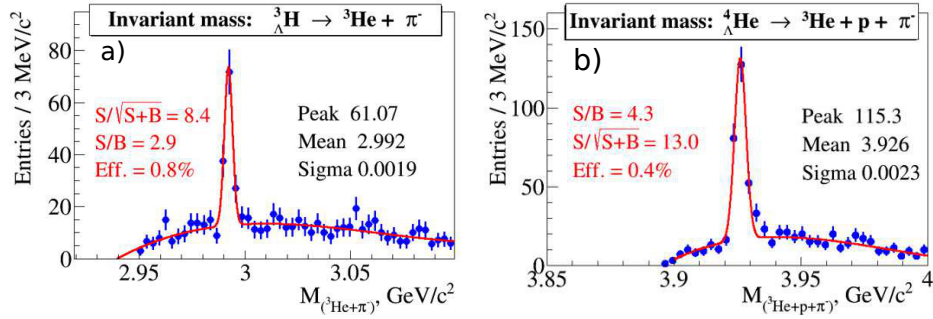 Invariant mass: ³ΛH → ³He + π⁻
a)
Entries / 3 MeV/c²
80
60
40
20
0
S/√S+B = 8.4
S/B = 2.9
Eff. = 0.8%
Peak 61.07
Mean 2.992
Sigma 0.0019
2.95 3 3.05
M(³He+π⁻), GeV/c²
Invariant mass: ⁴ΛHe → ³He + p + π⁻
b)
Entries / 3 MeV/c²
150
100
50
0
S/B = 4.3
S/√S+B = 13.0
Eff. = 0.4%
Peak 115.3
Mean 3.926
Sigma 0.0023
3.85 3.9 3.95 4
M(³He+p+π⁻), GeV/c²